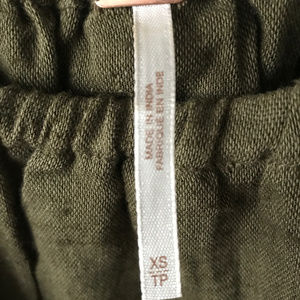 MADE IN INDIA
FABRIQUÉ EN INDE
XS
TP